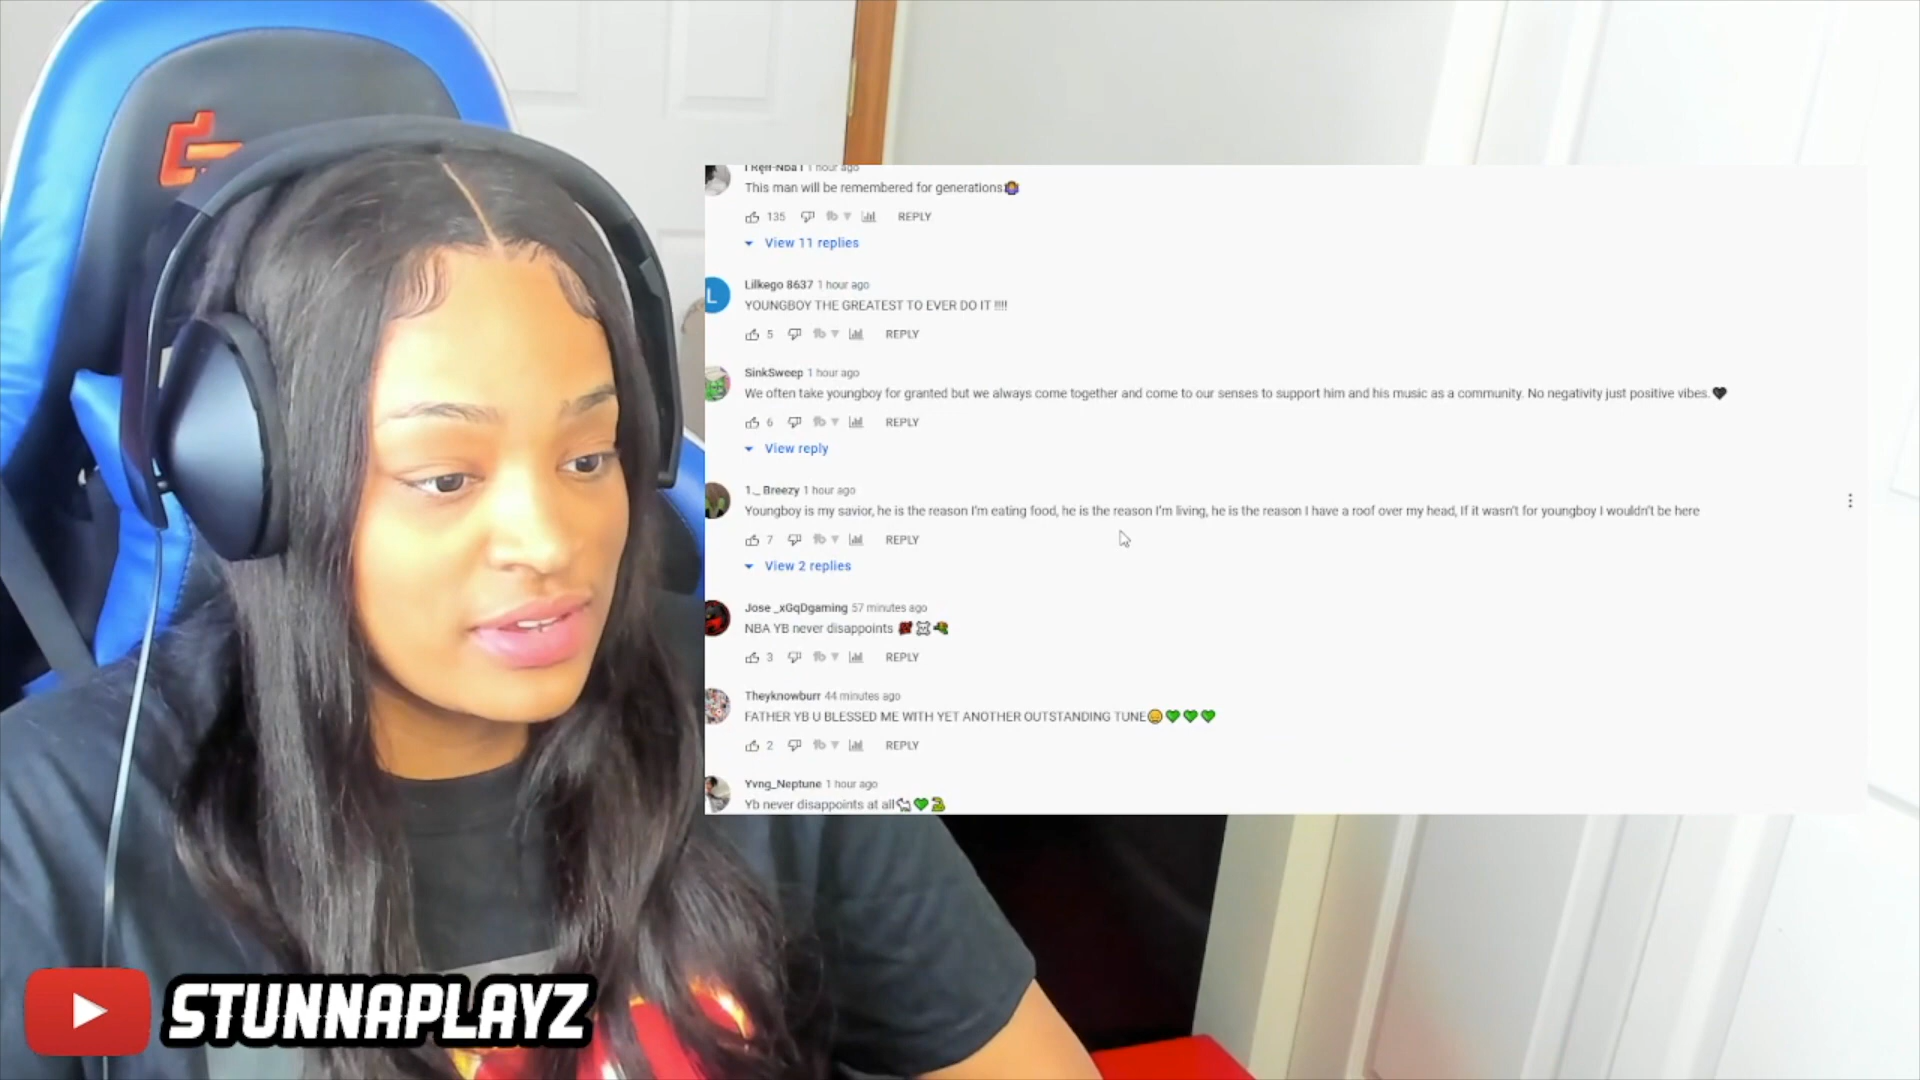 1 hour ago
This man will be remembered for generations
135 REPLY
View 11 replies
L
Lilkego 8637 1 hour ago
YOUNGBOY THE GREATEST TO EVER DO IT !!!!
5 REPLY
SinkSweep 1 hour ago
We often take youngboy for granted but we always come together and come to our senses to support him and his music as a community. No negativity just positive vibes.🖤
6 REPLY
View reply
1._ Breezy 1 hour ago
Youngboy is my savior, he is the reason I'm eating food, he is the reason I'm living, he is the reason I have a roof over my head, If it wasn't for youngboy I wouldn't be here
7 REPLY
View 2 replies
Jose _xGqDgaming 57 minutes ago
NBA YB never disappoints
3 REPLY
Theyknowburr 44 minutes ago
FATHER YB U BLESSED ME WITH YET ANOTHER OUTSTANDING TUNE😖💚💚💚
2 REPLY
Yvng_Neptune 1 hour ago
Yb never disappoints at all🐐💚🐍
STUNNAPLAYZ